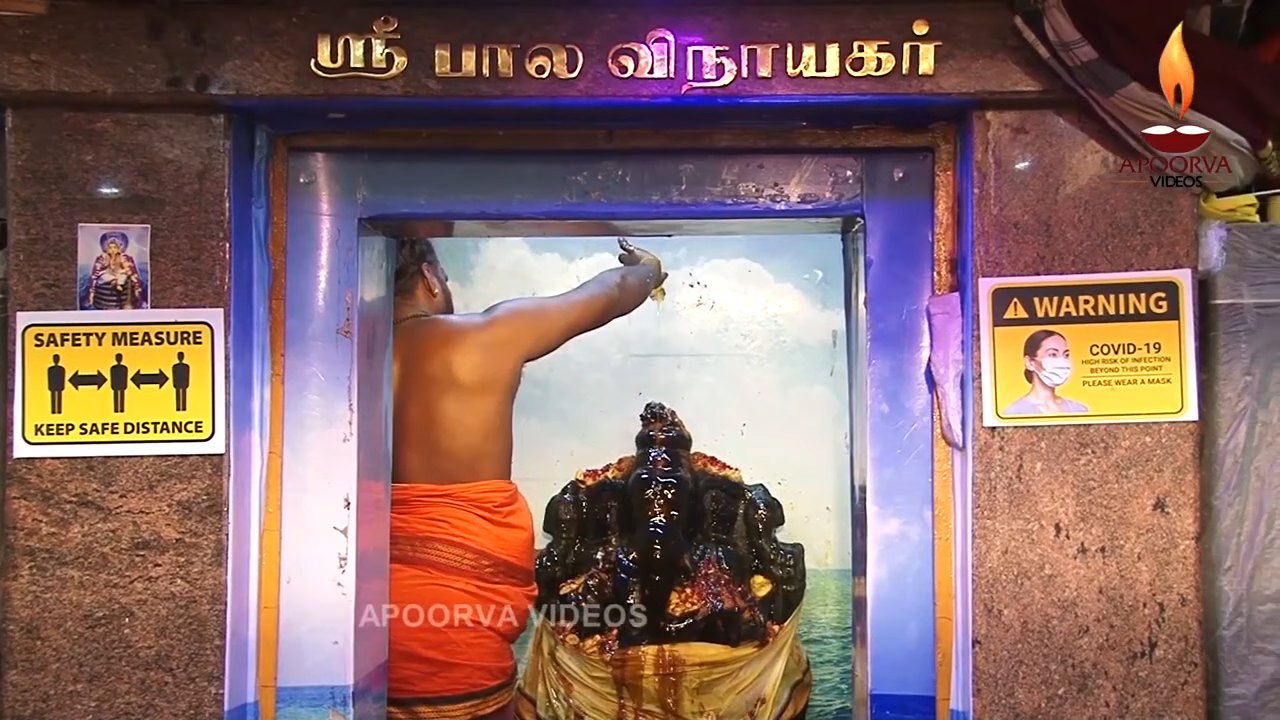 ஸ்ரீ பால விநாயகர்
APOORVA
VIDEOS
SAFETY MEASURE
KEEP SAFE DISTANCE
WARNING
COVID-19
HIGH RISK OF INFECTION
BEYOND THIS POINT
PLEASE WEAR A MASK
APOORVA VIDEOS